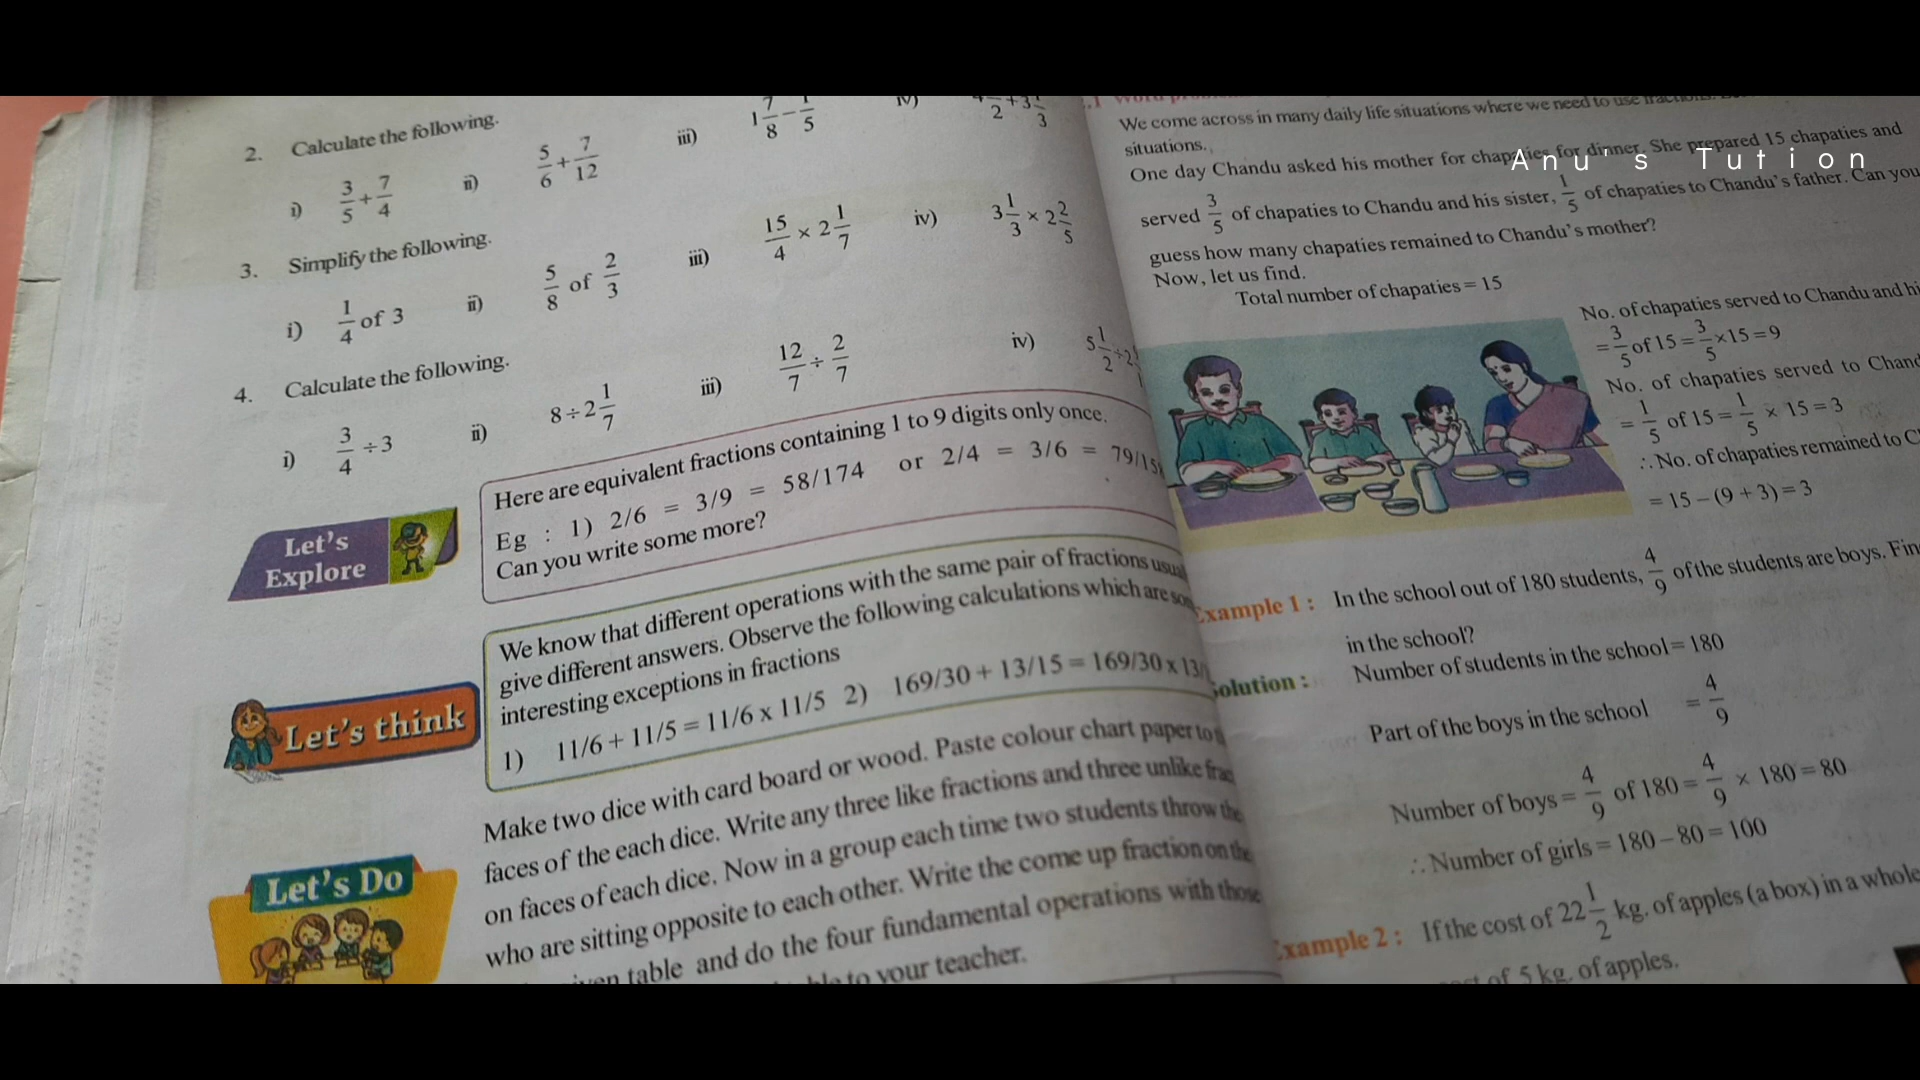 2. Calculate the following.
i) 3/5 + 7/4 ii) 5/6 + 7/12 iii) 1 7/8 − 1/5 iv)
3. Simplify the following.
i) 1/4 of 3 ii) 5/8 of 2/3 iii) 15/4 × 2 1/7 iv) 3 1/3 × 2 2/5
4. Calculate the following.
i) 3/4 ÷ 3 ii) 8 ÷ 2 1/7 iii) 12/7 ÷ 2/7 iv) 5 1/2 ÷
Let's
Explore
Here are equivalent fractions containing 1 to 9 digits only once.
Eg : 1) 2/6 = 3/9 = 58/174 or 2/4 = 3/6 =
Can you write some more?
Let's think
We know that different operations with the same pair of fractions
give different answers. Observe the following calculations which are
interesting exceptions in fractions
1) 11/6 + 11/5 = 11/6 x 11/5 2) 169/30 + 13/15 = 169/30 x
Let's Do
Make two dice with card board or wood. Paste colour chart paper to
faces of the each dice. Write any three like fractions and three unlike
on faces of each dice. Now in a group each time two students throw the
who are sitting opposite to each other. Write the come up fraction on the
table and do the four fundamental operations with those
to your teacher.
We come across in many daily life situations where we need to use
situations.
One day Chandu asked his mother for chapaties for dinner. She prepared 15 chapaties and
served 3/5 of chapaties to Chandu and his sister, 1/5 of chapaties to Chandu's father. Can you
guess how many chapaties remained to Chandu's mother?
Now, let us find.
Total number of chapaties = 15
No. of chapaties served to Chandu and
= 3/5 of 15 = 3/5 × 15 = 9
No. of chapaties served to
= 1/5 of 15 = 1/5 × 15 = 3
∴ No. of chapaties remained to
= 15 – (9 + 3) = 3
Example 1 : In the school out of 180 students, 4/9 of the students are boys.
in the school?
Solution : Number of students in the school = 180
Part of the boys in the school = 4/9
Number of boys = 4/9 of 180 = 4/9 × 180 = 80
∴ Number of girls = 180 – 80 = 100
Example 2 : If the cost of 22 1/2 kg. of apples (a box) in a whole
of 5 kg. of apples.
Anu's Tution